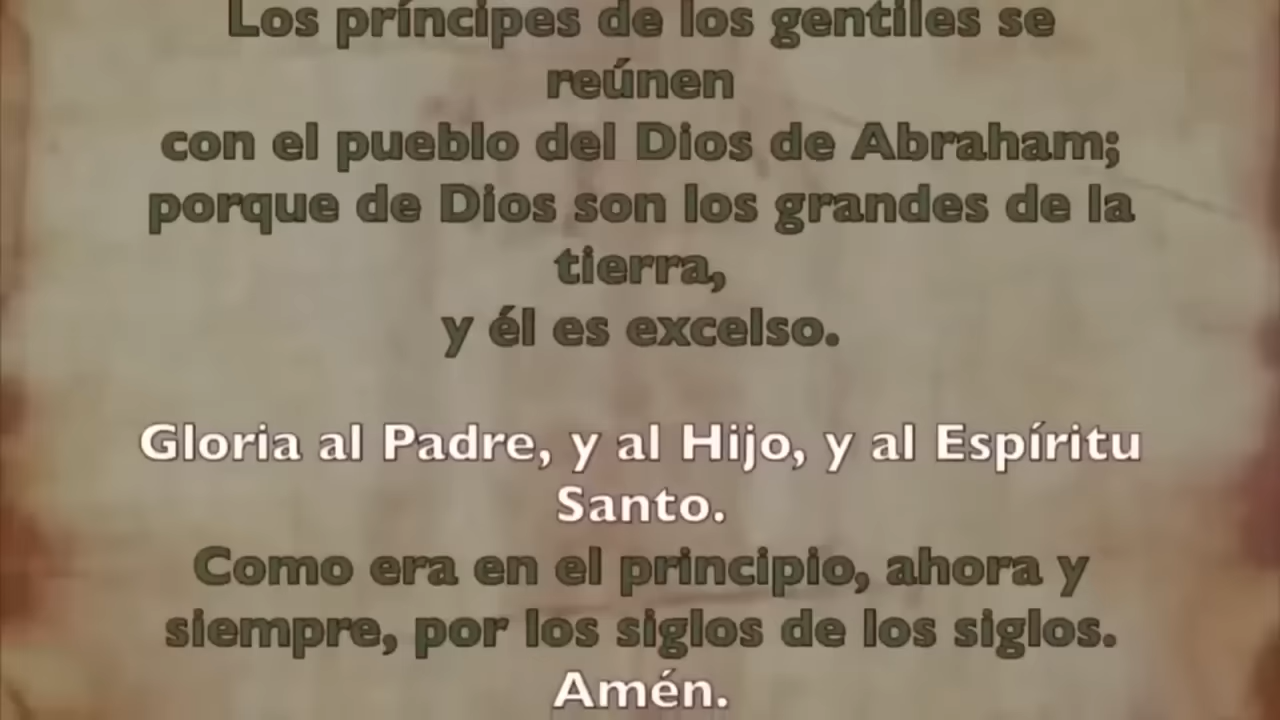 Los príncipes de los gentiles se
reúnen
con el pueblo del Dios de Abraham;
porque de Dios son los grandes de la
tierra,
y él es excelso.
Gloria al Padre, y al Hijo, y al Espíritu
Santo.
Como era en el principio, ahora y
siempre, por los siglos de los siglos.
Amén.